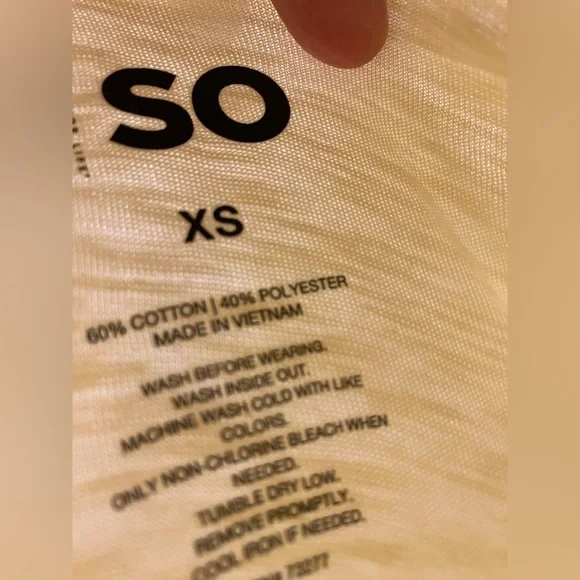 SO
XS
60% COTTON | 40% POLYESTER
MADE IN VIETNAM
WASH BEFORE WEARING.
WASH INSIDE OUT.
MACHINE WASH COLD WITH LIKE
COLORS.
ONLY NON-CHLORINE BLEACH WHEN
NEEDED.
TUMBLE DRY LOW.
REMOVE PROMPTLY.
COOL IRON IF NEEDED.
73277